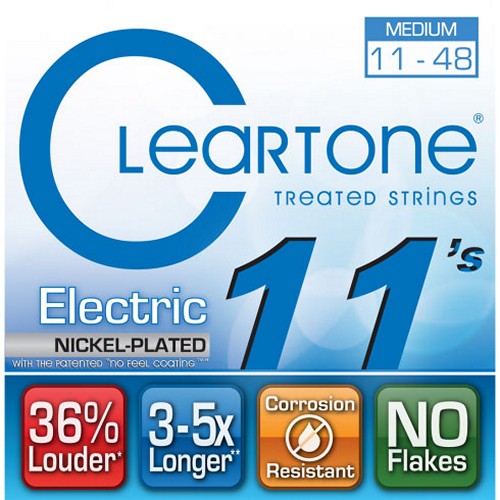 MEDIUM
11 - 48
CLEARTONE®
TREATED STRINGS
11's
Electric
NICKEL-PLATED
WITH THE PATENTED "NO FEEL COATING"™
36%
Louder*
3-5x
Longer**
Corrosion
Resistant
NO
Flakes